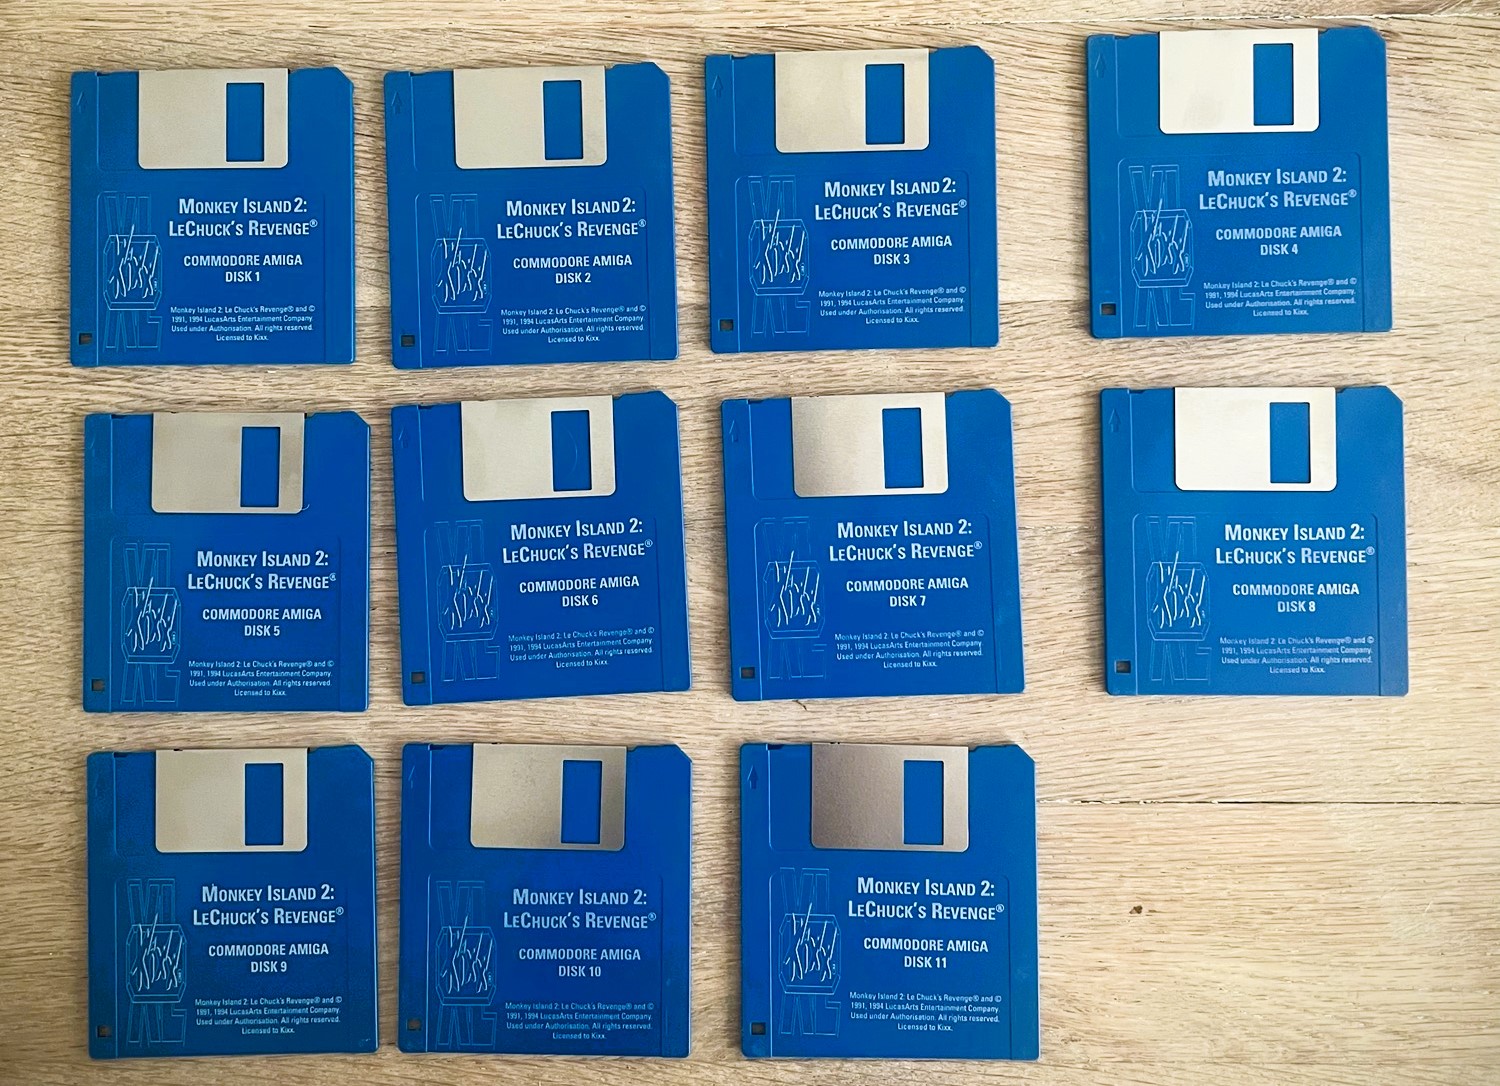 MONKEY ISLAND 2:
LECHUCK'S REVENGE®
COMMODORE AMIGA
DISK 1
Monkey Island 2: Le Chuck's Revenge® and ©
1991, 1994 LucasArts Entertainment Company.
Used under Authorisation. All rights reserved.
Licensed to Kixx.
MONKEY ISLAND 2:
LECHUCK'S REVENGE®
COMMODORE AMIGA
DISK 2
Monkey Island 2: Le Chuck's Revenge® and ©
1991, 1994 LucasArts Entertainment Company.
Used under Authorisation. All rights reserved.
Licensed to Kixx.
MONKEY ISLAND 2:
LECHUCK'S REVENGE®
COMMODORE AMIGA
DISK 3
Monkey Island 2: Le Chuck's Revenge® and ©
1991, 1994 LucasArts Entertainment Company.
Used under Authorisation. All rights reserved.
Licensed to Kixx.
MONKEY ISLAND 2:
LECHUCK'S REVENGE®
COMMODORE AMIGA
DISK 4
Monkey Island 2: Le Chuck's Revenge® and ©
1991, 1994 LucasArts Entertainment Company.
Used under Authorisation. All rights reserved.
Licensed to Kixx.
MONKEY ISLAND 2:
LECHUCK'S REVENGE®
COMMODORE AMIGA
DISK 5
Monkey Island 2: Le Chuck's Revenge® and ©
1991, 1994 LucasArts Entertainment Company.
Used under Authorisation. All rights reserved.
Licensed to Kixx.
MONKEY ISLAND 2:
LECHUCK'S REVENGE®
COMMODORE AMIGA
DISK 6
Monkey Island 2: Le Chuck's Revenge® and ©
1991, 1994 LucasArts Entertainment Company.
Used under Authorisation. All rights reserved.
Licensed to Kixx.
MONKEY ISLAND 2:
LECHUCK'S REVENGE®
COMMODORE AMIGA
DISK 7
Monkey Island 2: Le Chuck's Revenge® and ©
1991, 1994 LucasArts Entertainment Company.
Used under Authorisation. All rights reserved.
Licensed to Kixx.
MONKEY ISLAND 2:
LECHUCK'S REVENGE®
COMMODORE AMIGA
DISK 8
Monkey Island 2: Le Chuck's Revenge® and ©
1991, 1994 LucasArts Entertainment Company.
Used under Authorisation. All rights reserved.
Licensed to Kixx.
MONKEY ISLAND 2:
LECHUCK'S REVENGE®
COMMODORE AMIGA
DISK 9
Monkey Island 2: Le Chuck's Revenge® and ©
1991, 1994 LucasArts Entertainment Company.
Used under Authorisation. All rights reserved.
Licensed to Kixx.
MONKEY ISLAND 2:
LECHUCK'S REVENGE®
COMMODORE AMIGA
DISK 10
Monkey Island 2: Le Chuck's Revenge® and ©
1991, 1994 LucasArts Entertainment Company.
Used under Authorisation. All rights reserved.
Licensed to Kixx.
MONKEY ISLAND 2:
LECHUCK'S REVENGE®
COMMODORE AMIGA
DISK 11
Monkey Island 2: Le Chuck's Revenge® and ©
1991, 1994 LucasArts Entertainment Company.
Used under Authorisation. All rights reserved.
Licensed to Kixx.